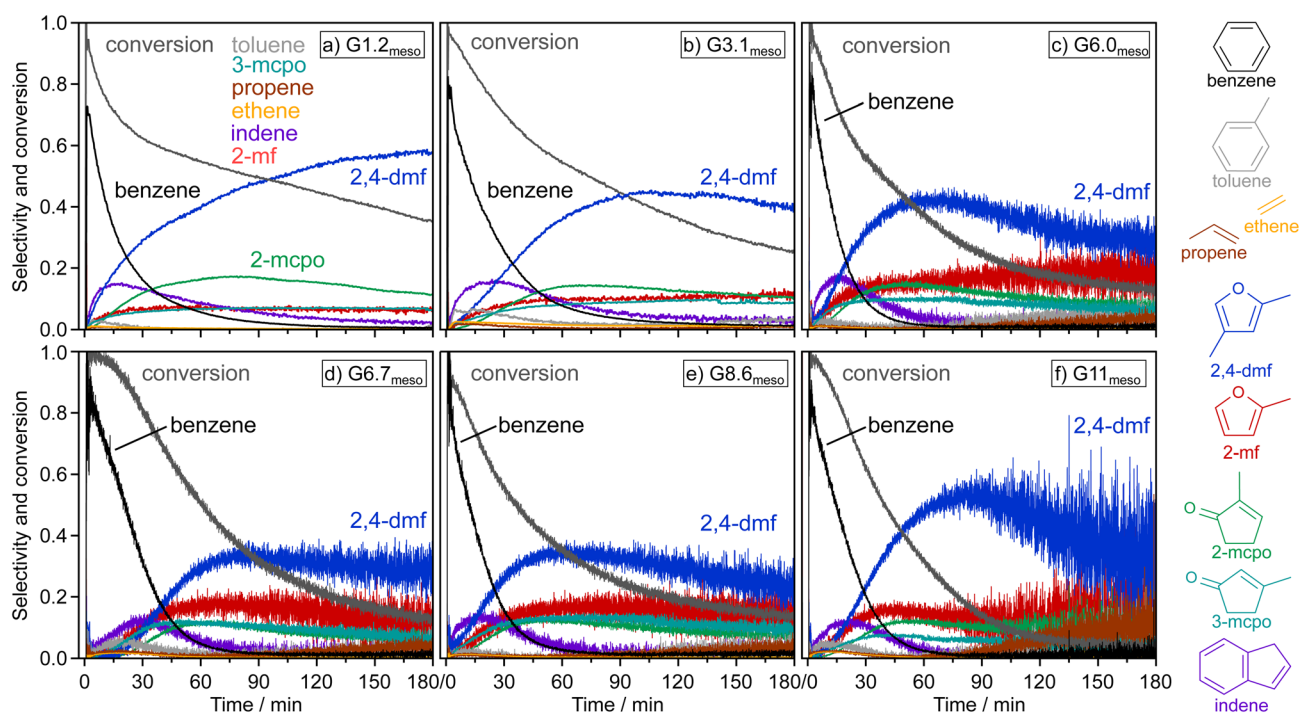 Selectivity and conversion
1.0
0.8
0.6
0.4
0.2
0.0
conversion
toluene
3-mcpo
propene
ethene
indene
2-mf
a) G1.2meso
benzene
2,4-dmf
2-mcpo
conversion
b) G3.1meso
benzene
2,4-dmf
conversion
c) G6.0meso
benzene
2,4-dmf
Selectivity and conversion
1.0
0.8
0.6
0.4
0.2
0.0
conversion
d) G6.7meso
benzene
2,4-dmf
conversion
e) G8.6meso
benzene
2,4-dmf
conversion
f) G11meso
benzene
2,4-dmf
0 30 60 90 120 150 180/0 30 60 90 120 150 180/0 30 60 90 120 150 180
Time / min
Time / min
Time / min
benzene
toluene
ethene
propene
O
2,4-dmf
O
2-mf
O
2-mcpo
O
3-mcpo
indene